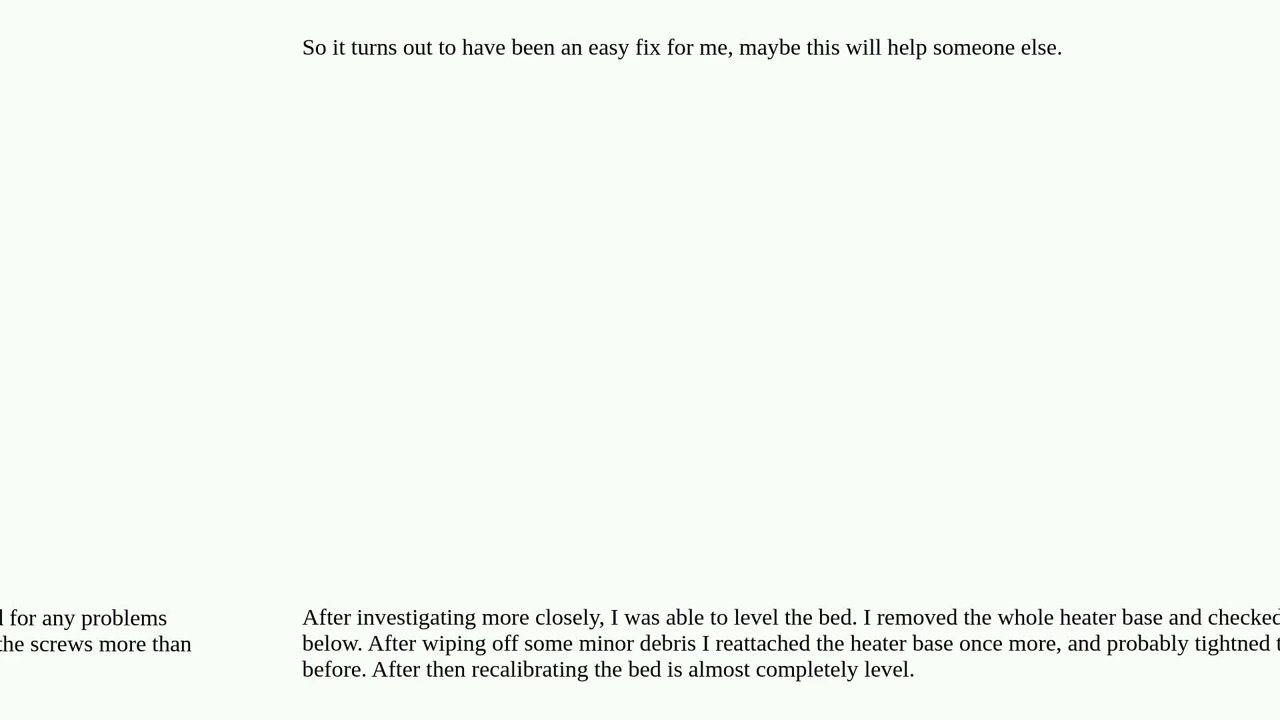 So it turns out to have been an easy fix for me, maybe this will help someone else.
for any problems
the screws more than
After investigating more closely, I was able to level the bed. I removed the whole heater base and checked
below. After wiping off some minor debris I reattached the heater base once more, and probably tightned
before. After then recalibrating the bed is almost completely level.